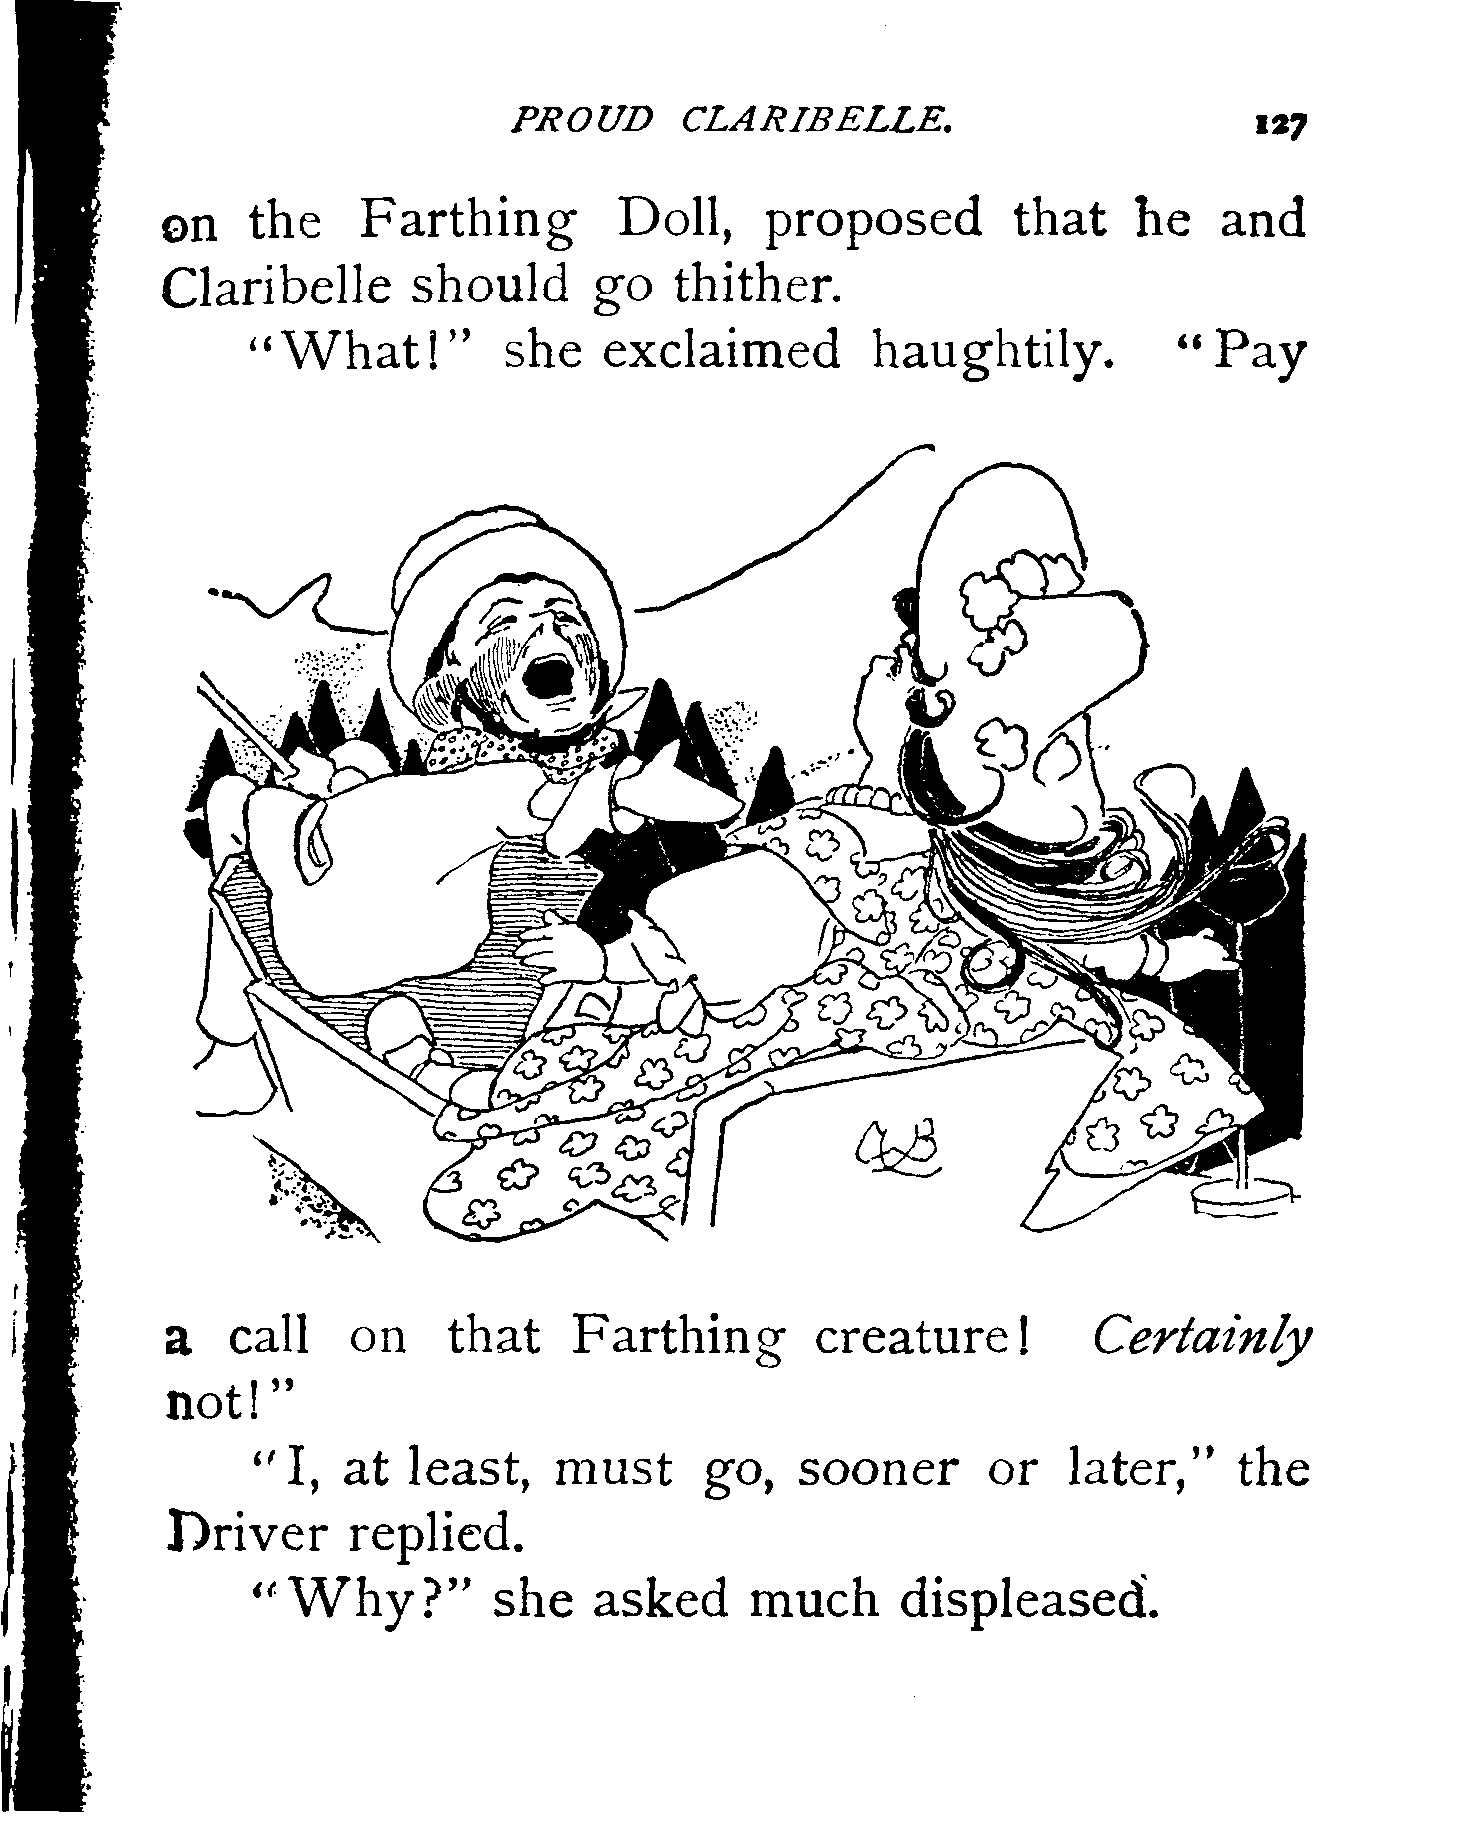 PROUD CLARIBELLE. 127
on the Farthing Doll, proposed that he and
Claribelle should go thither.
"What!" she exclaimed haughtily. "Pay
a call on that Farthing creature! Certainly
not!"
"I, at least, must go, sooner or later," the
Driver replied.
"Why?" she asked much displeased.